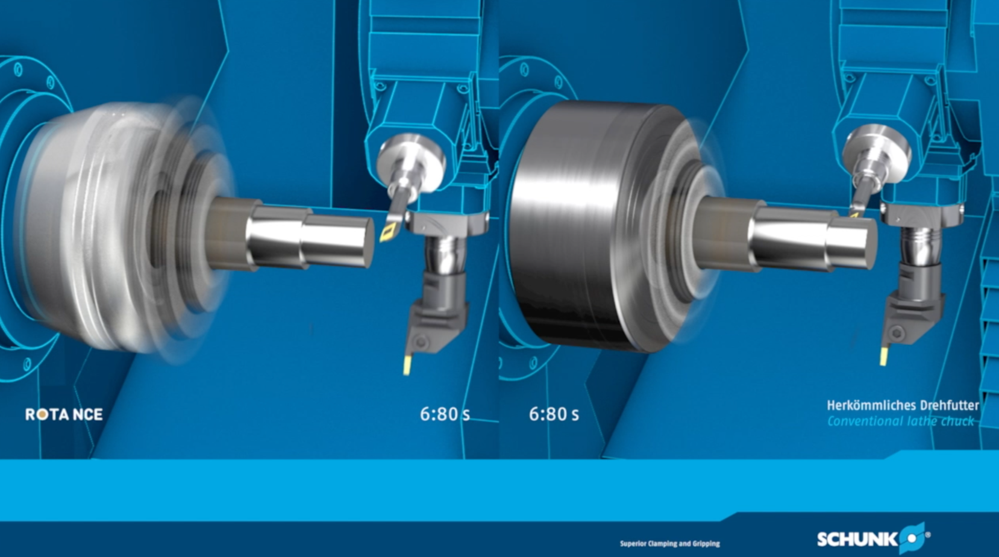 ROTA NCE
6:80 s
6:80 s
Herkömmliches Drehfutter
Conventional lathe chuck
Superior Clamping and Gripping
SCHUNK®